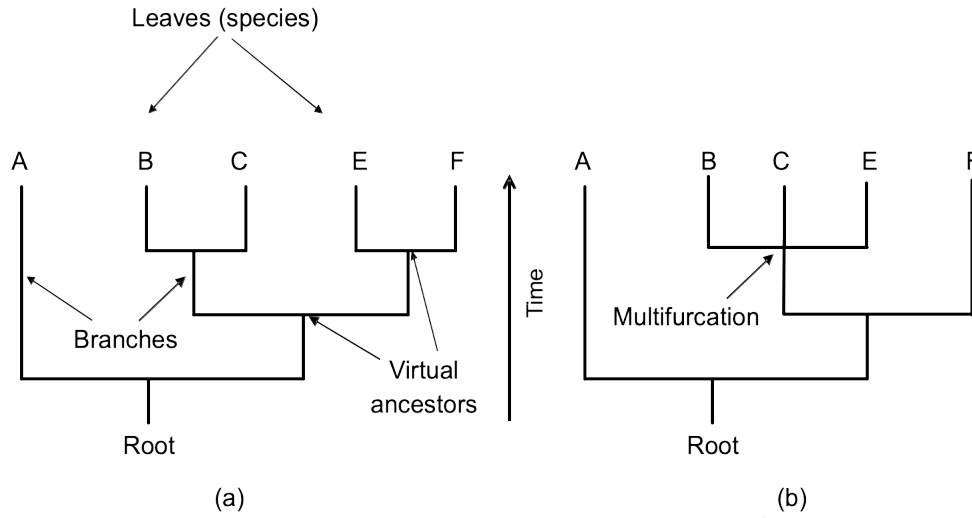 Leaves (species)
A B C E F
A B C E F
Time
Branches
Virtual
ancestors
Multifurcation
Root
Root
(a)
(b)